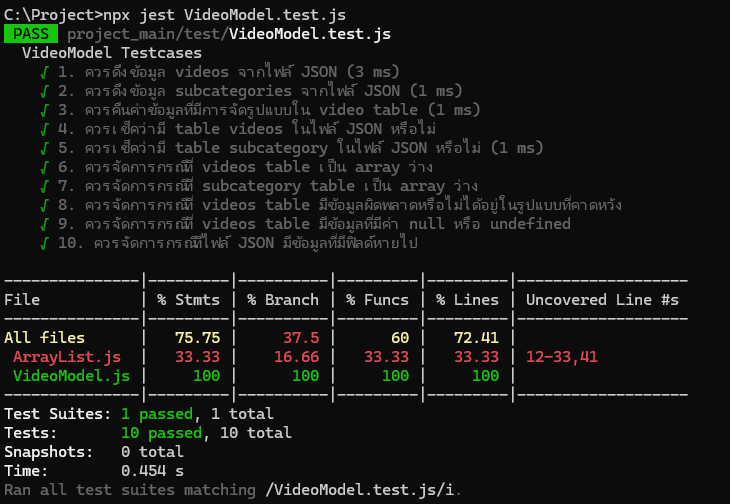 C:\Project>npx jest VideoModel.test.js
PASS project_main/test/VideoModel.test.js
VideoModel Testcases
√ 1. ควรดึงข้อมูล videos จากไฟล์ JSON (3 ms)
√ 2. ควรดึงข้อมูล subcategories จากไฟล์ JSON (1 ms)
√ 3. ควรคืนค่าข้อมูลที่มีการจัดรูปแบบใน video table (1 ms)
√ 4. ควรเช็คว่ามี table videos ในไฟล์ JSON หรือไม่
√ 5. ควรเช็คว่ามี table subcategory ในไฟล์ JSON หรือไม่ (1 ms)
√ 6. ควรจัดการกรณีที่ videos table เป็น array ว่าง
√ 7. ควรจัดการกรณีที่ subcategory table เป็น array ว่าง
√ 8. ควรจัดการกรณีที่ videos table มีข้อมูลผิดพลาดหรือไม่ได้อยู่ในรูปแบบที่คาดหวัง
√ 9. ควรจัดการกรณีที่ videos table มีข้อมูลที่มีค่า null หรือ undefined
√ 10. ควรจัดการกรณีที่ไฟล์ JSON มีข้อมูลที่มีฟิลด์หายไป
---------------|---------|----------|---------|---------|-------------------
File           | % Stmts | % Branch | % Funcs | % Lines | Uncovered Line #s
---------------|---------|----------|---------|---------|-------------------
All files      |   75.75 |     37.5 |      60 |   72.41 |
 ArrayList.js  |   33.33 |    16.66 |   33.33 |   33.33 | 12-33,41
 VideoModel.js |     100 |      100 |     100 |     100 |
---------------|---------|----------|---------|---------|-------------------
Test Suites: 1 passed, 1 total
Tests:       10 passed, 10 total
Snapshots:   0 total
Time:        0.454 s
Ran all test suites matching /VideoModel.test.js/i.